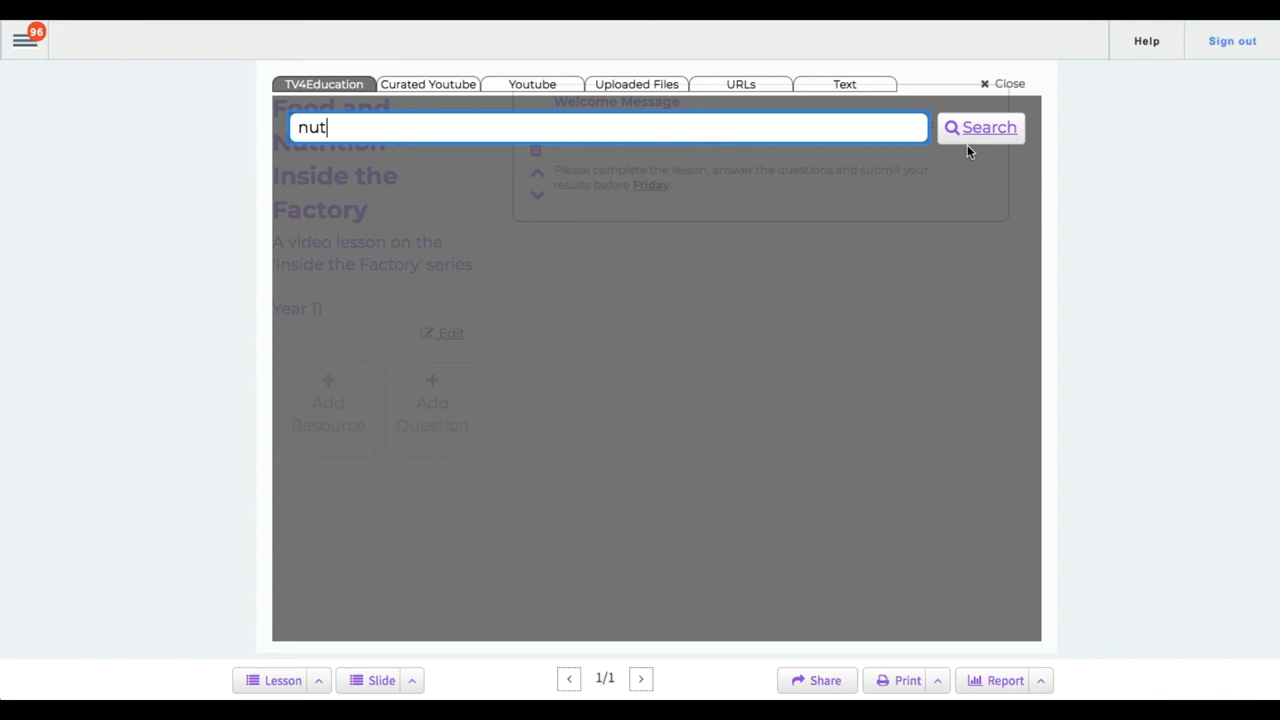 96
Help
Sign out
TV4Education
Curated Youtube
Youtube
Uploaded Files
URLs
Text
✖ Close
Food and
Nutrition -
Inside the
Factory
Welcome Message
nut
Search
Please complete the lesson, answer the questions and submit your
results before Friday
A video lesson on the
'Inside the Factory' series.
Year 11
Edit
+ Add
Resource
+ Add
Question
Lesson
Slide
1/1
Share
Print
Report